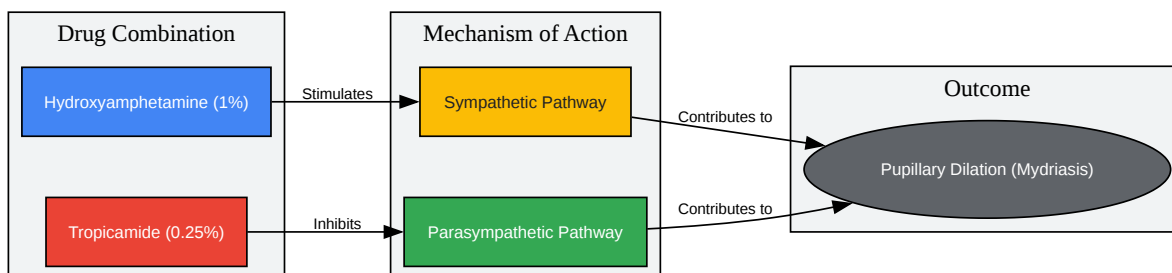 Drug Combination
Mechanism of Action
Outcome
Hydroxyamphetamine (1%)
Stimulates
Sympathetic Pathway
Contributes to
Pupillary Dilation (Mydriasis)
Tropicamide (0.25%)
Inhibits
Parasympathetic Pathway
Contributes to